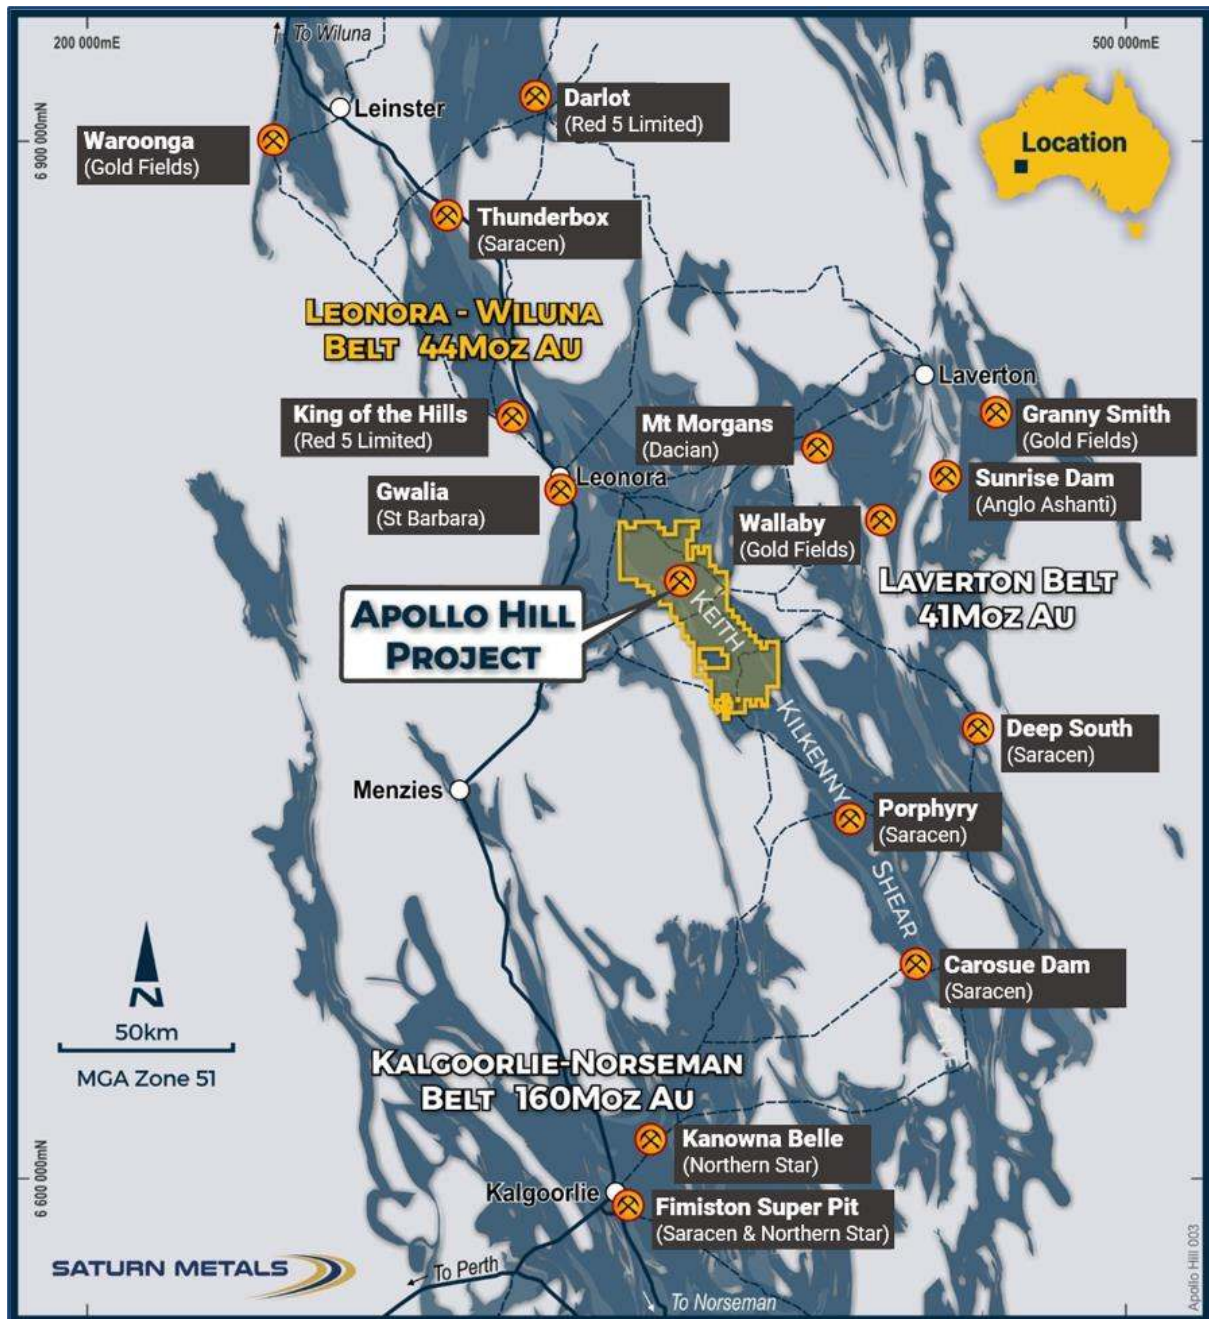 200 000mE
To Wiluna
500 000mE
6 900 000mN
Leinster
Darlot
(Red 5 Limited)
Waroonga
(Gold Fields)
Location
Thunderbox
(Saracen)
LEONORA - WILUNA
BELT 44MOZ AU
Laverton
King of the Hills
(Red 5 Limited)
Mt Morgans
(Dacian)
Granny Smith
(Gold Fields)
Leonora
Gwalia
(St Barbara)
Sunrise Dam
(Anglo Ashanti)
Wallaby
(Gold Fields)
LAVERTON BELT
41MOZ AU
APOLLO HILL
PROJECT
KEITH
KILKENNY
SHEAR
ZONE
Deep South
(Saracen)
Menzies
Porphyry
(Saracen)
Carosue Dam
(Saracen)
N
50km
MGA Zone 51
KALGOORLIE-NORSEMAN
BELT 160MOZ AU
Kanowna Belle
(Northern Star)
6 600 000mN
Kalgoorlie
Fimiston Super Pit
(Saracen & Northern Star)
SATURN METALS
To Perth
To Norseman
Apollo Hill 003